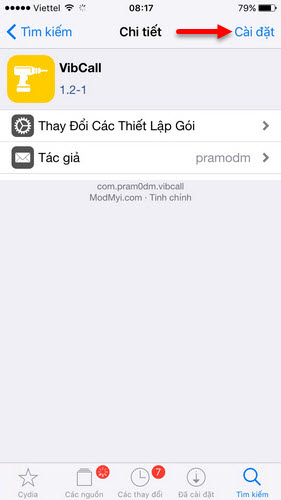 Viettel 08:17 79%
Tìm kiếm Chi tiết Cài đặt
VibCall
1.2-1
Thay Đổi Các Thiết Lập Gói
Tác giả pramodm
com.pram0dm.vibcall
ModMyi.com · Tinh chỉnh
7
Cydia Các nguồn Các thay đổi Đã cài đặt Tìm kiếm